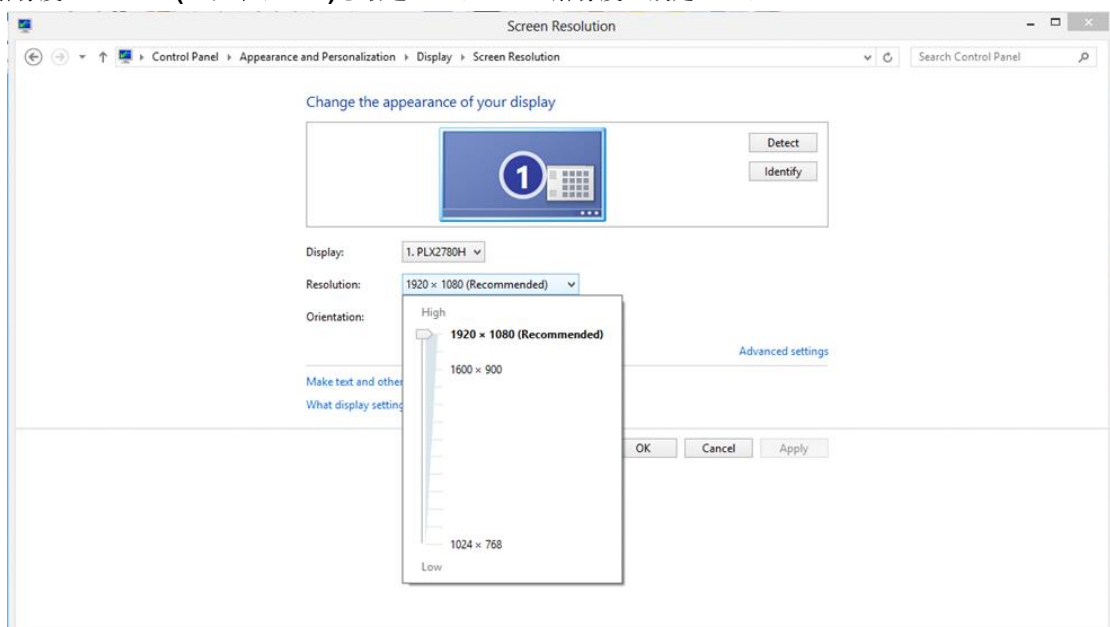 Screen Resolution
Control Panel ▸ Appearance and Personalization ▸ Display ▸ Screen Resolution
Search Control Panel
Change the appearance of your display
Detect
Identify
1
Display: 1. PLX2780H
Resolution: 1920 × 1080 (Recommended)
Orientation:
High
1920 × 1080 (Recommended)
1600 × 900
1024 × 768
Low
Advanced settings
Make text and other
What display setting
OK Cancel Apply